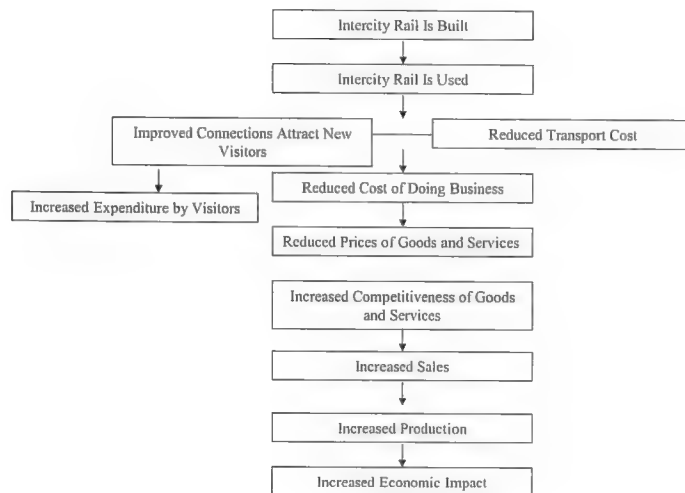 Intercity Rail Is Built
Intercity Rail Is Used
Improved Connections Attract New
Visitors
Reduced Transport Cost
Reduced Cost of Doing Business
Increased Expenditure by Visitors
Reduced Prices of Goods and Services
Increased Competitiveness of Goods
and Services
Increased Sales
Increased Production
Increased Economic Impact